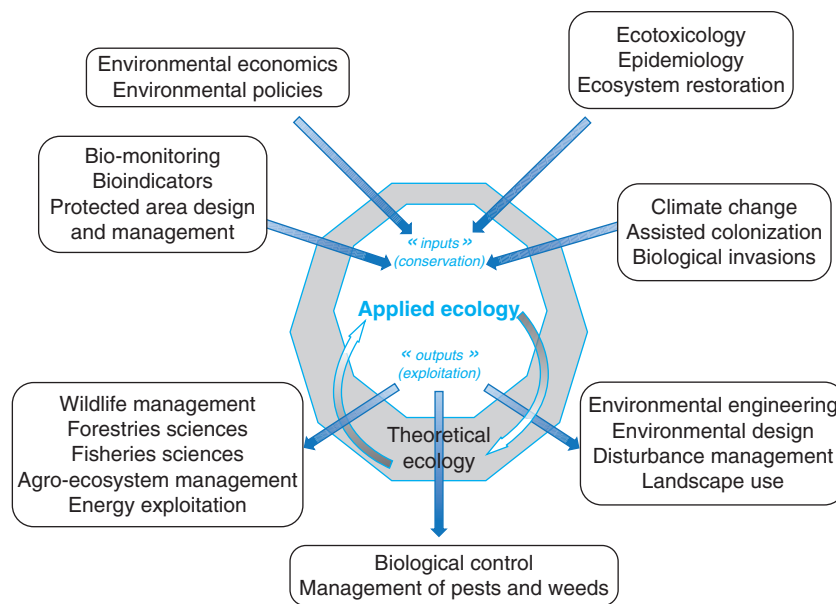 Environmental economics
Environmental policies
Ecotoxicology
Epidemiology
Ecosystem restoration
Bio-monitoring
Bioindicators
Protected area design
and management
Climate change
Assisted colonization
Biological invasions
« inputs »
(conservation)
Applied ecology
« outputs »
(exploitation)
Theoretical
ecology
Wildlife management
Forestries sciences
Fisheries sciences
Agro-ecosystem management
Energy exploitation
Environmental engineering
Environmental design
Disturbance management
Landscape use
Biological control
Management of pests and weeds